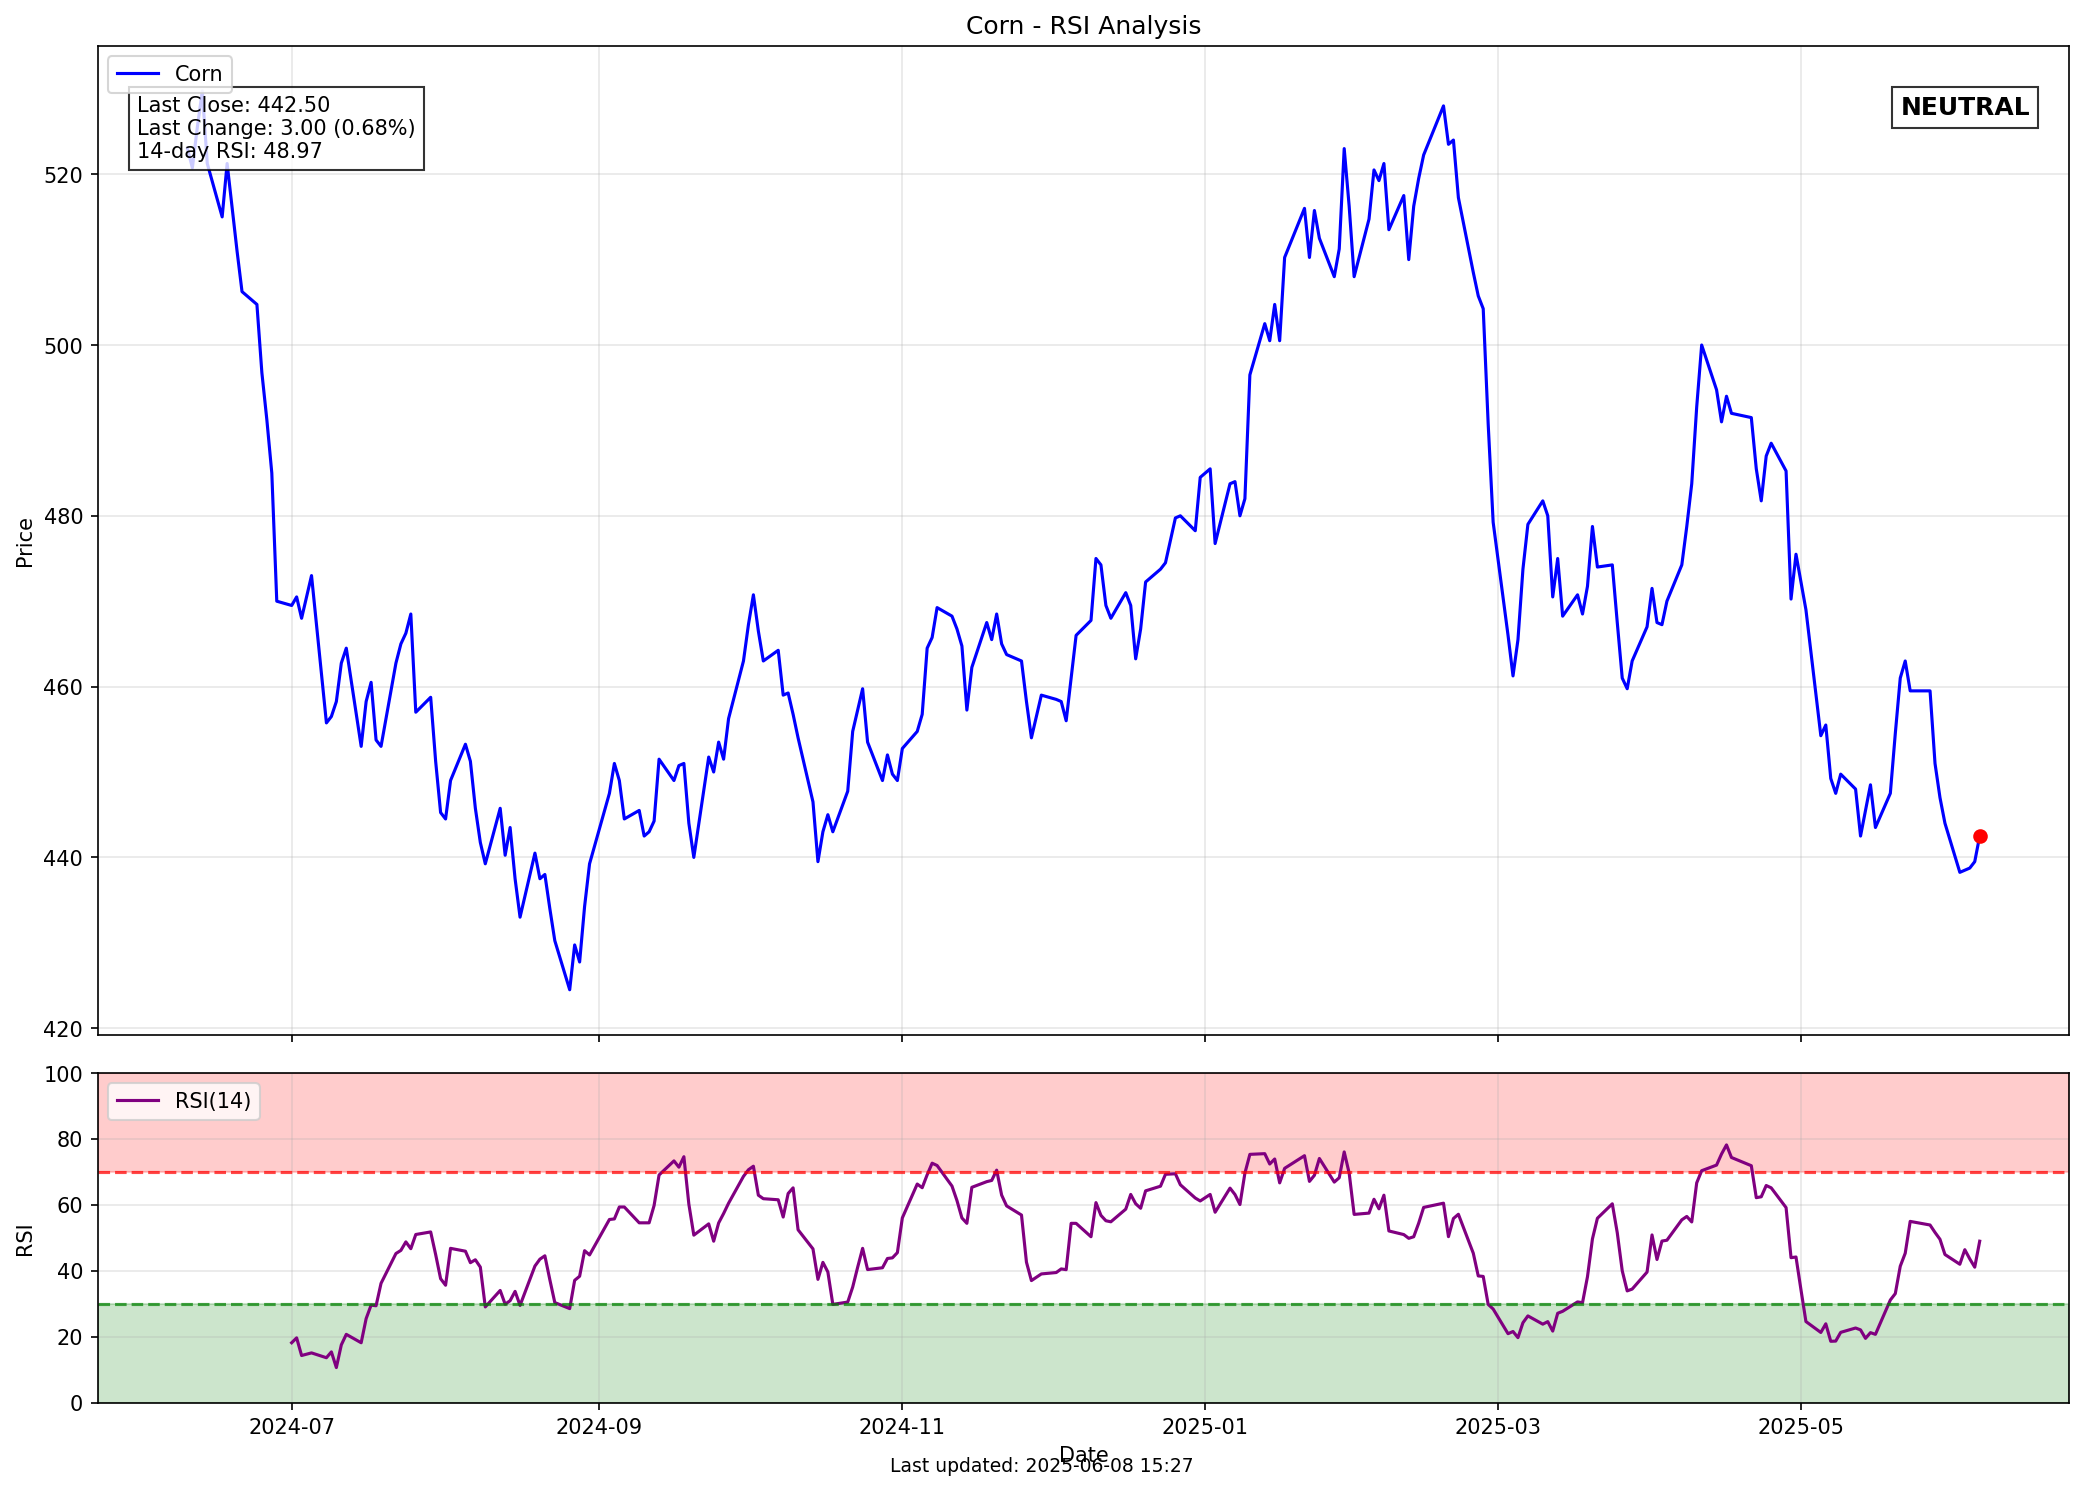 Corn - RSI Analysis
Corn
Last Close: 442.50
Last Change: 3.00 (0.68%)
14-day RSI: 48.97
NEUTRAL
Price
520
500
480
460
440
420
RSI(14)
RSI
100
80
60
40
20
0
2024-07
2024-09
2024-11
2025-01
2025-03
2025-05
Date
Last updated: 2025-06-08 15:27